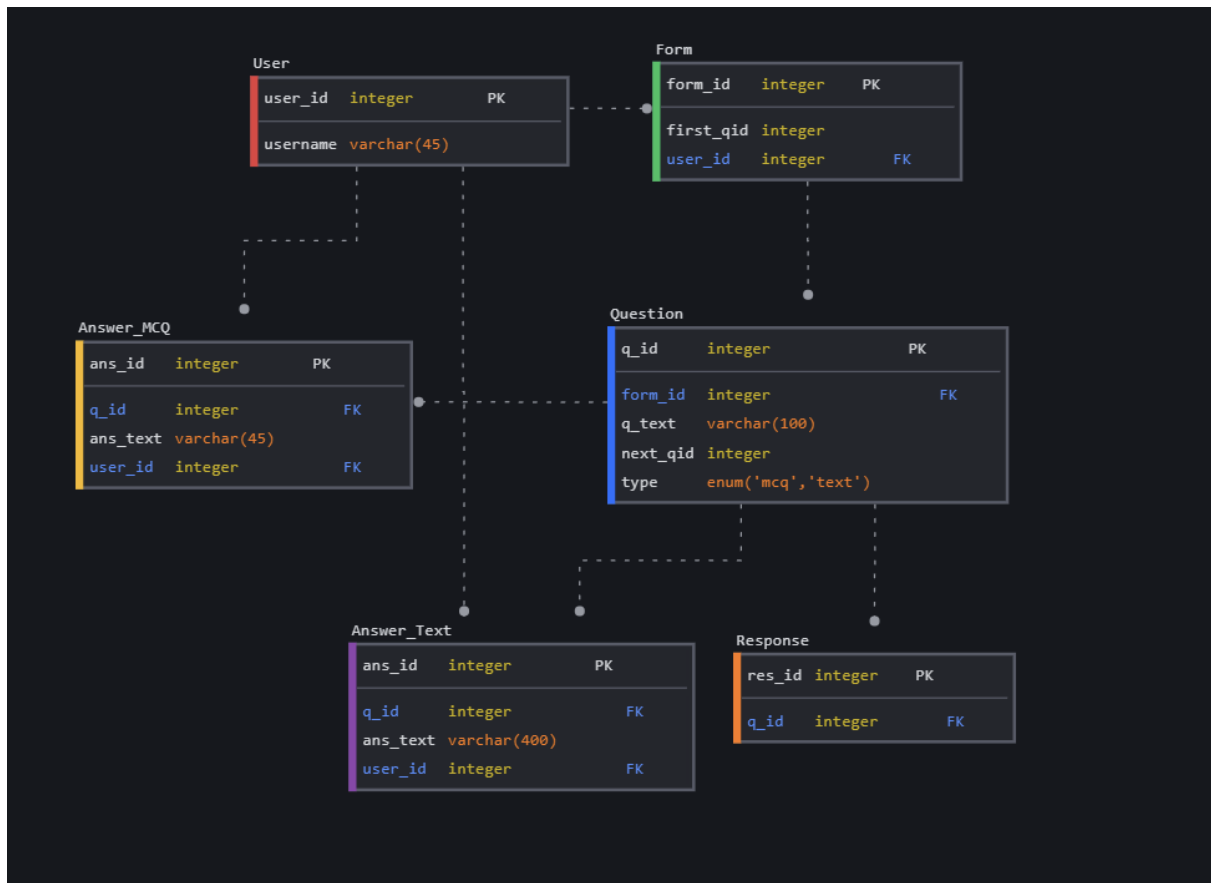 User
user_id integer PK
username varchar(45)
Form
form_id integer PK
first_qid integer
user_id integer FK
Answer_MCQ
ans_id integer PK
q_id integer FK
ans_text varchar(45)
user_id integer FK
Question
q_id integer PK
form_id integer FK
q_text varchar(100)
next_qid integer
type enum('mcq','text')
Answer_Text
ans_id integer PK
q_id integer FK
ans_text varchar(400)
user_id integer FK
Response
res_id integer PK
q_id integer FK